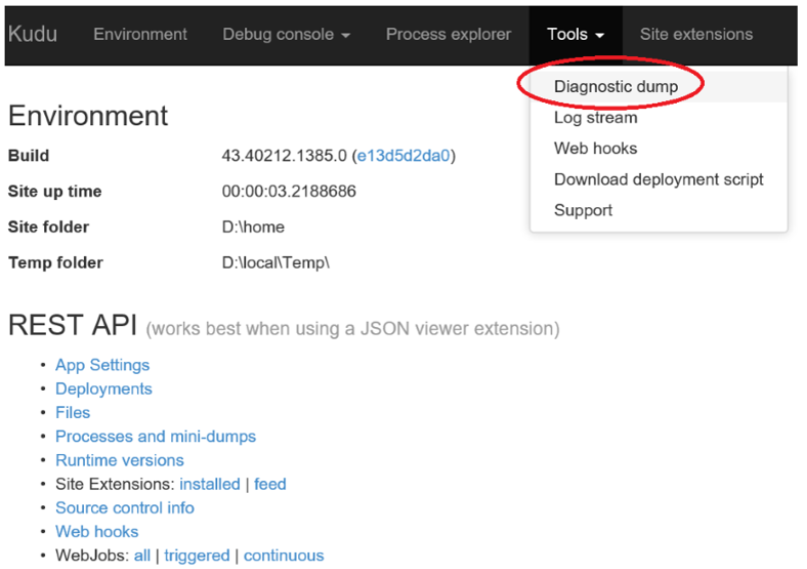 Kudu Environment Debug console Process explorer Tools Site extensions
Diagnostic dump
Log stream
Web hooks
Download deployment script
Support
Environment
Build 43.40212.1385.0 (e13d5d2da0)
Site up time 00:00:03.2188686
Site folder D:\home
Temp folder D:\local\Temp\
REST API (works best when using a JSON viewer extension)
• App Settings
• Deployments
• Files
• Processes and mini-dumps
• Runtime versions
• Site Extensions: installed | feed
• Source control info
• Web hooks
• WebJobs: all | triggered | continuous